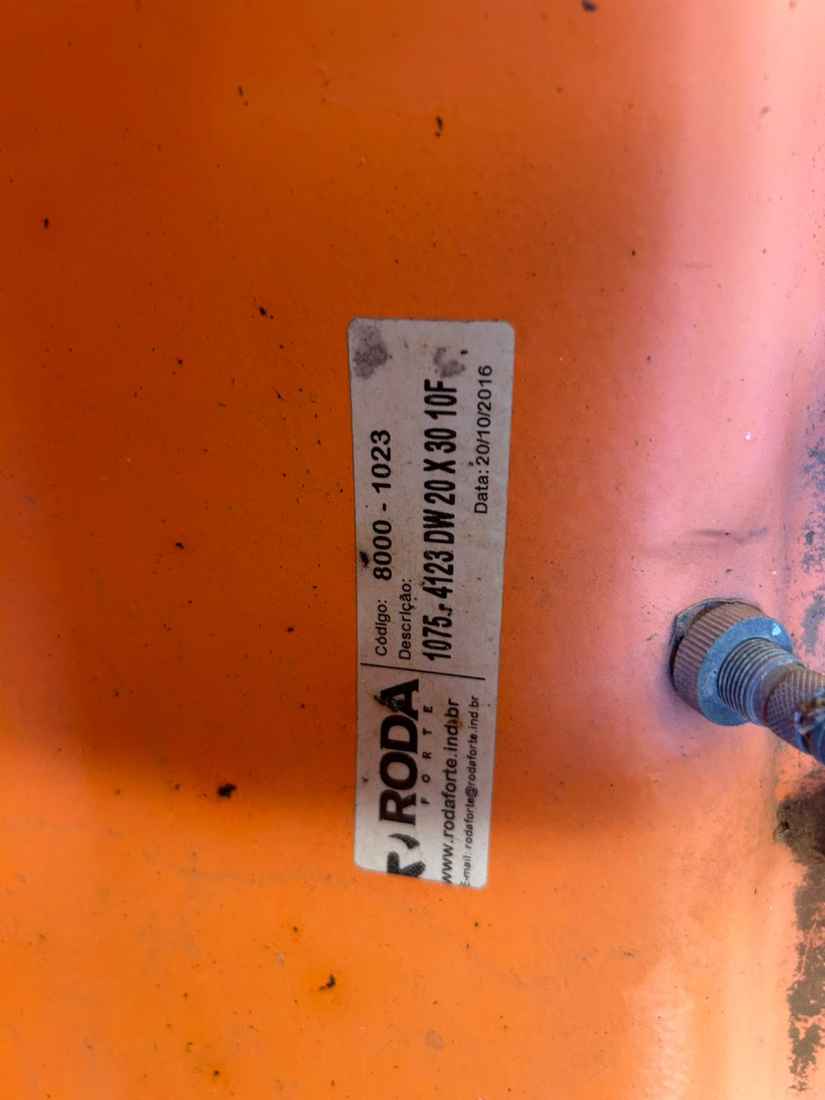 RODA
FORTE
www.rodaforte.ind.br
E-mail: rodaforte@rodaforte.ind.br
Código: 8000 - 1023
Descrição:
4123 DW 20 X 30 10F
Data: 20/10/2016